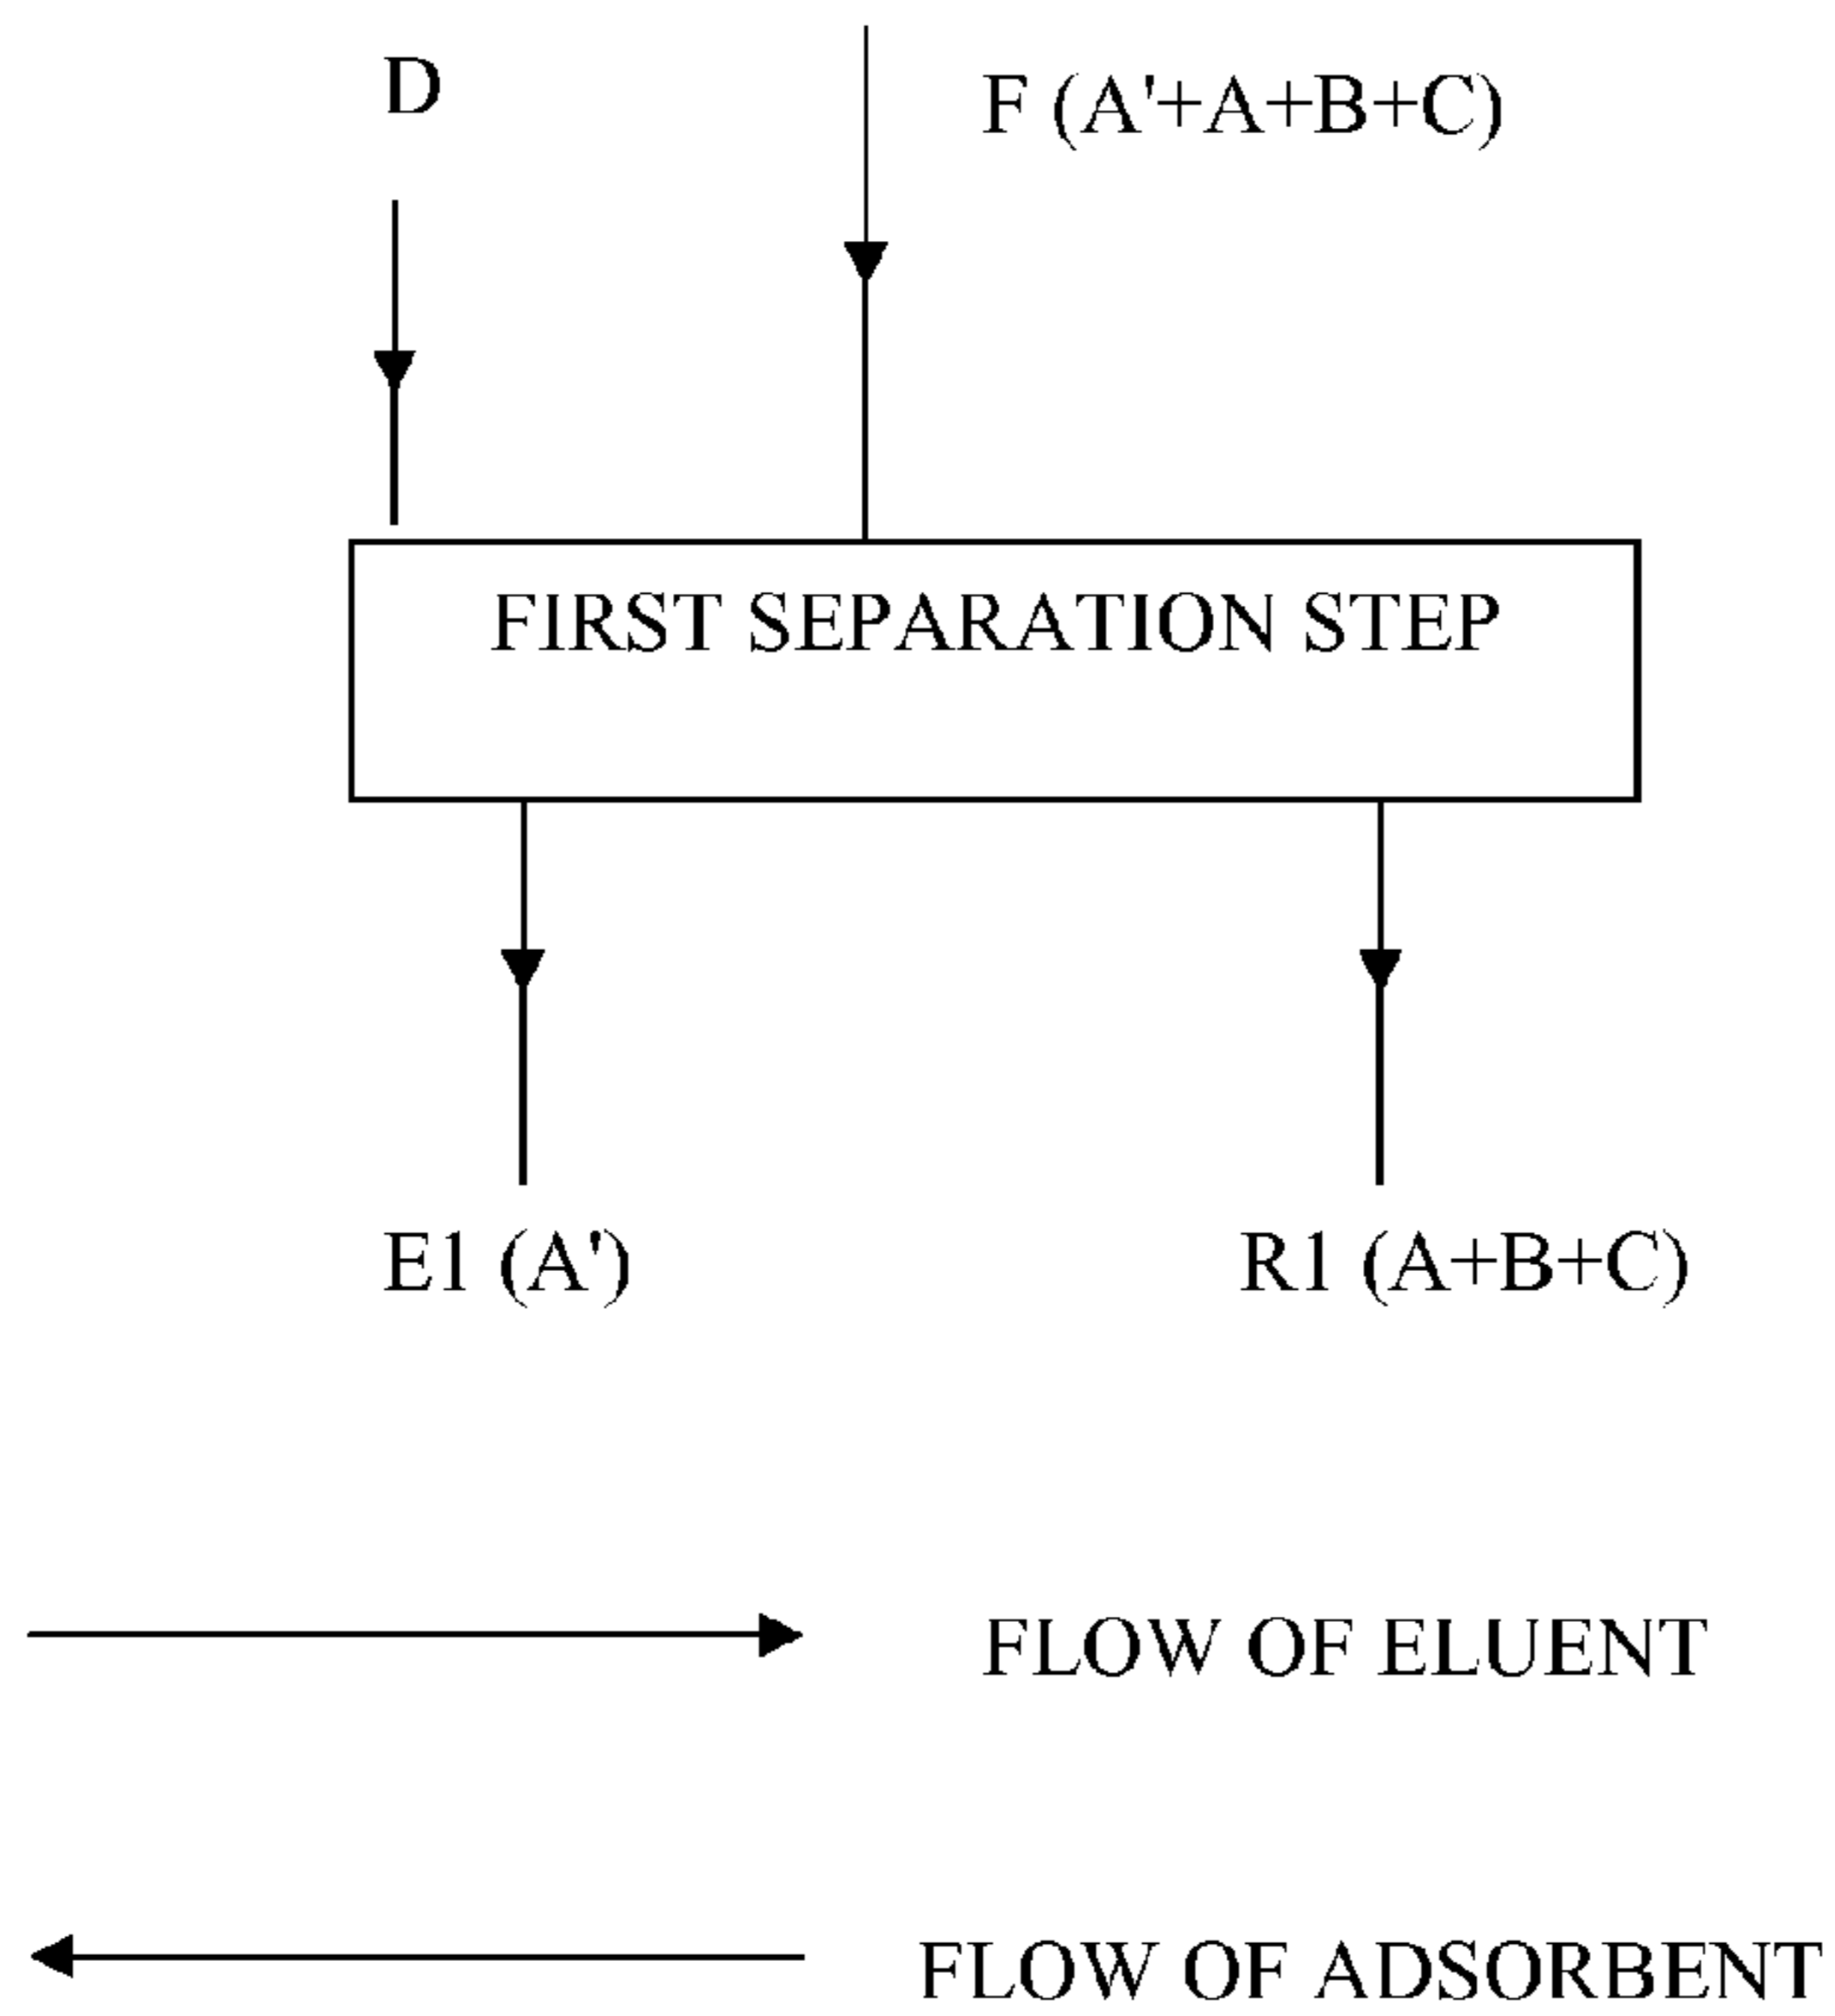 D
F (A'+A+B+C)
FIRST SEPARATION STEP
E1 (A')
R1 (A+B+C)
FLOW OF ELUENT
FLOW OF ADSORBENT